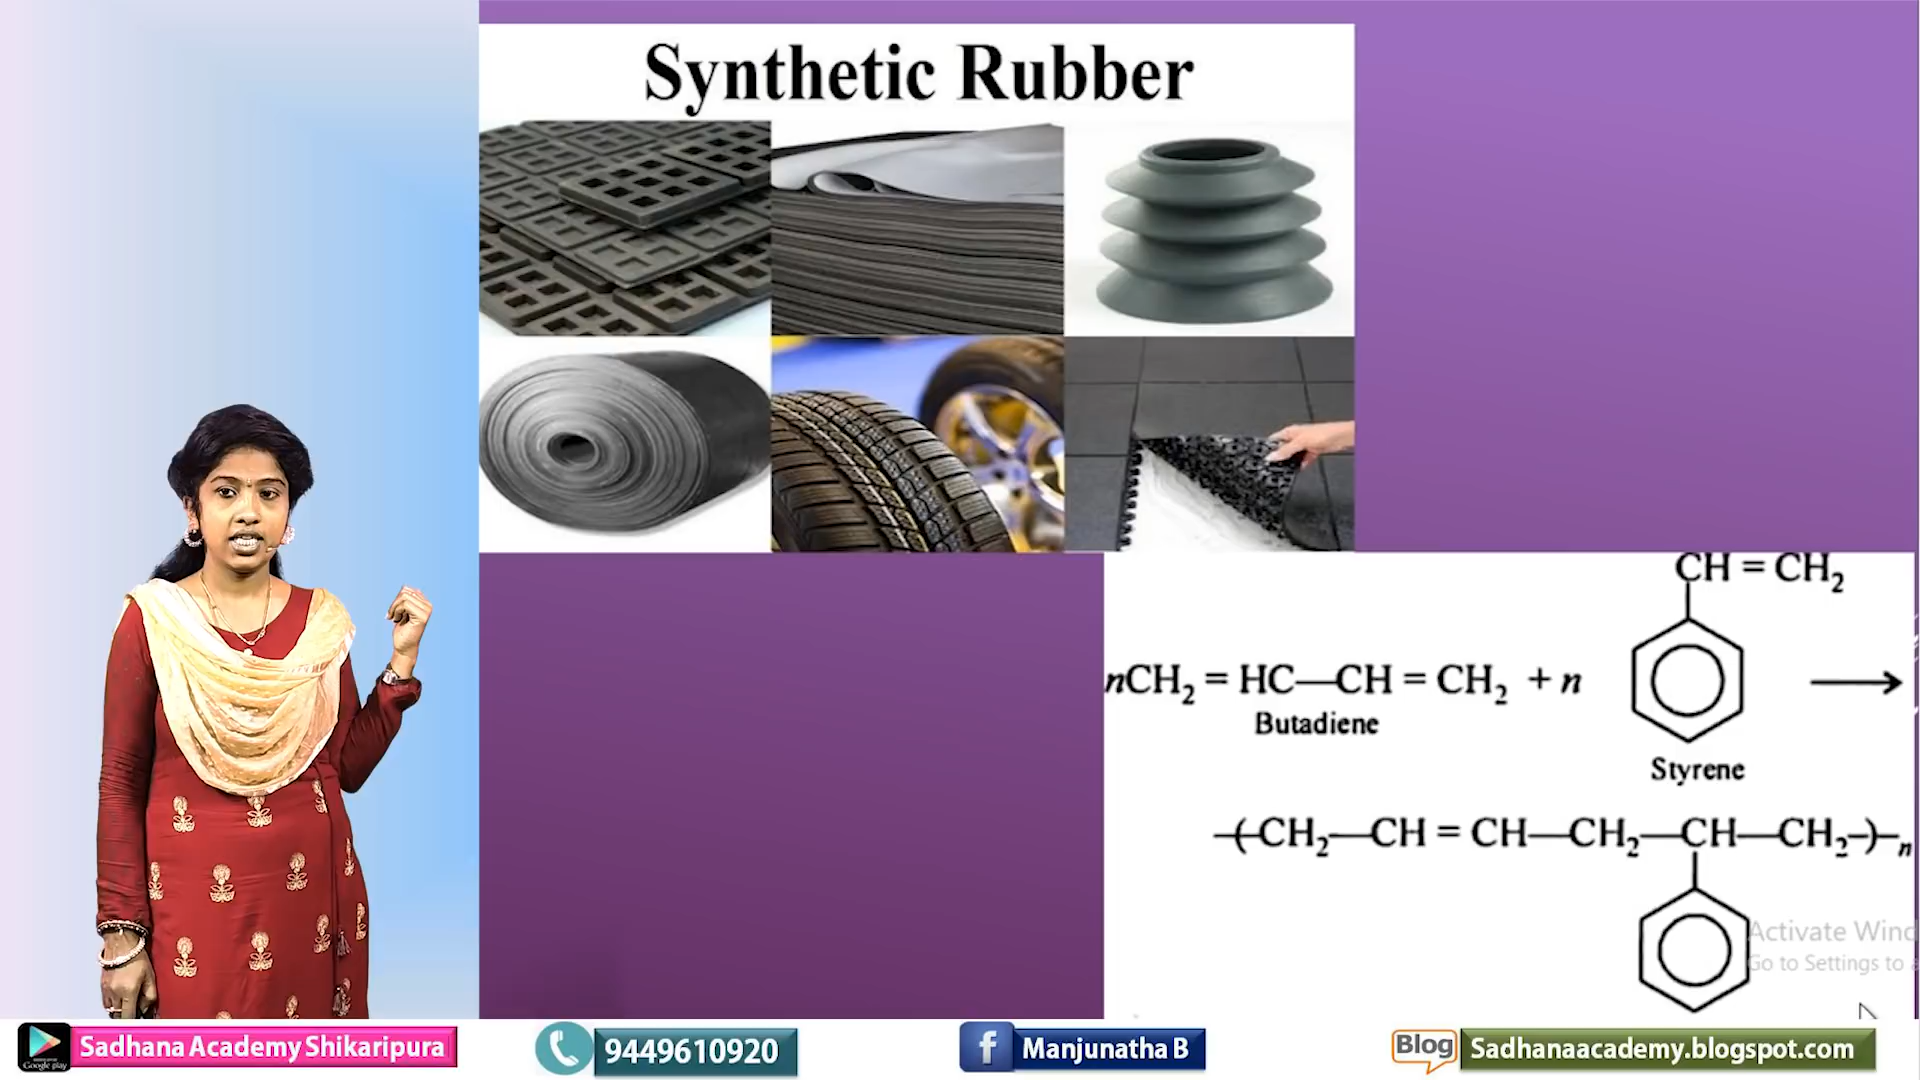 Synthetic Rubber
CH = CH₂
nCH₂ = HC—CH = CH₂ + n
Butadiene
Styrene
-(-CH₂—CH = CH—CH₂—CH—CH₂-)-ₙ
Activate Wind
Go to Settings to a
Sadhana Academy Shikaripura
9449610920
Manjunatha B
Blog
Sadhanaacademy.blogspot.com